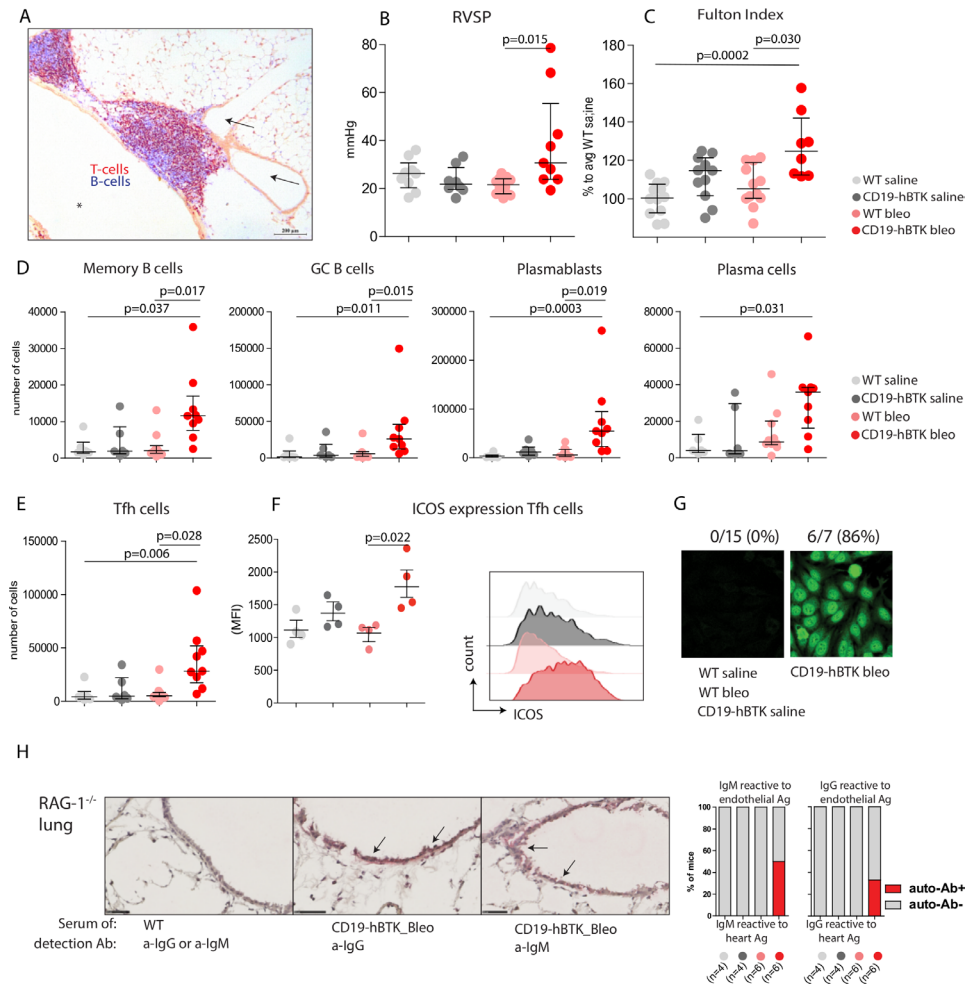 A
T-cells
B-cells
*
200 µm
B
RVSP
p=0.015
mmHg
80
60
40
20
0
C
Fulton Index
p=0.030
p=0.0002
% to avg WT sa;ine
180
160
140
120
100
WT saline
CD19-hBTK saline
WT bleo
CD19-hBTK bleo
D
Memory B cells
p=0.017
p=0.037
number of cells
40000
30000
20000
10000
0
GC B cells
p=0.015
p=0.011
200000
150000
100000
50000
0
Plasmablasts
p=0.019
p=0.0003
300000
200000
100000
0
Plasma cells
p=0.031
80000
60000
40000
20000
0
WT saline
CD19-hBTK saline
WT bleo
CD19-hBTK bleo
E
Tfh cells
p=0.028
p=0.006
number of cells
150000
100000
50000
0
F
ICOS expression Tfh cells
p=0.022
(MFI)
2500
2000
1500
1000
500
0
count
ICOS
G
0/15 (0%)
6/7 (86%)
WT saline
WT bleo
CD19-hBTK saline
CD19-hBTK bleo
H
RAG-1-/-
lung
Serum of:
detection Ab:
WT
a-IgG or a-IgM
CD19-hBTK_Bleo
a-IgG
CD19-hBTK_Bleo
a-IgM
IgM reactive to
endothelial Ag
IgG reactive to
endothelial Ag
% of mice
100
80
60
40
20
0
auto-Ab+
auto-Ab-
IgM reactive to
heart Ag
IgG reactive to
heart Ag
(n=4)
(n=4)
(n=6)
(n=6)
(n=4)
(n=4)
(n=6)
(n=6)